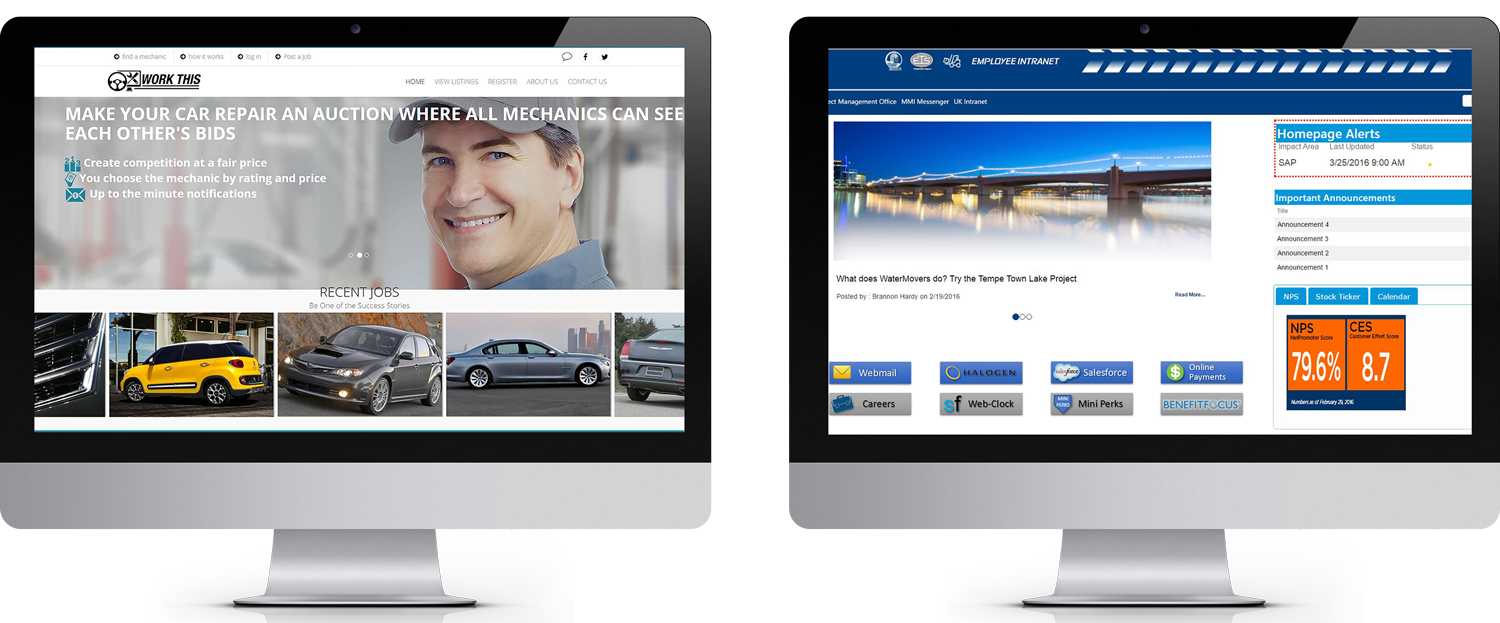 find a mechanic
how it works
log in
Post a Job
WORK THIS
HOME
VIEW LISTINGS
REGISTER
ABOUT US
CONTACT US
MAKE YOUR CAR REPAIR AN AUCTION WHERE ALL MECHANICS CAN SEE
EACH OTHER'S BIDS
Create competition at a fair price
You choose the mechanic by rating and price
Up to the minute notifications
RECENT JOBS
Be One of the Success Stories
EMPLOYEE INTRANET
ect Management Office
MMI Messenger
UK Intranet
What does WaterMovers do? Try the Tempe Town Lake Project
Posted by : Brannon Hardy on 2/19/2016
Read More...
Webmail
HALOGEN
salesforce
Salesforce
Online
Payments
Careers
sf
Web-Clock
MINI
PERKS
Mini Perks
BENEFITFOCUS
Homepage Alerts
Impact Area
Last Updated
Status
SAP
3/25/2016 9:00 AM
Important Announcements
Title
Announcement 4
Announcement 3
Announcement 2
Announcement 1
NPS
Stock Ticker
Calendar
NPS
NetPromoter Score
79.6%
CES
Customer Effort Score
8.7
Numbers as of February 29, 2016